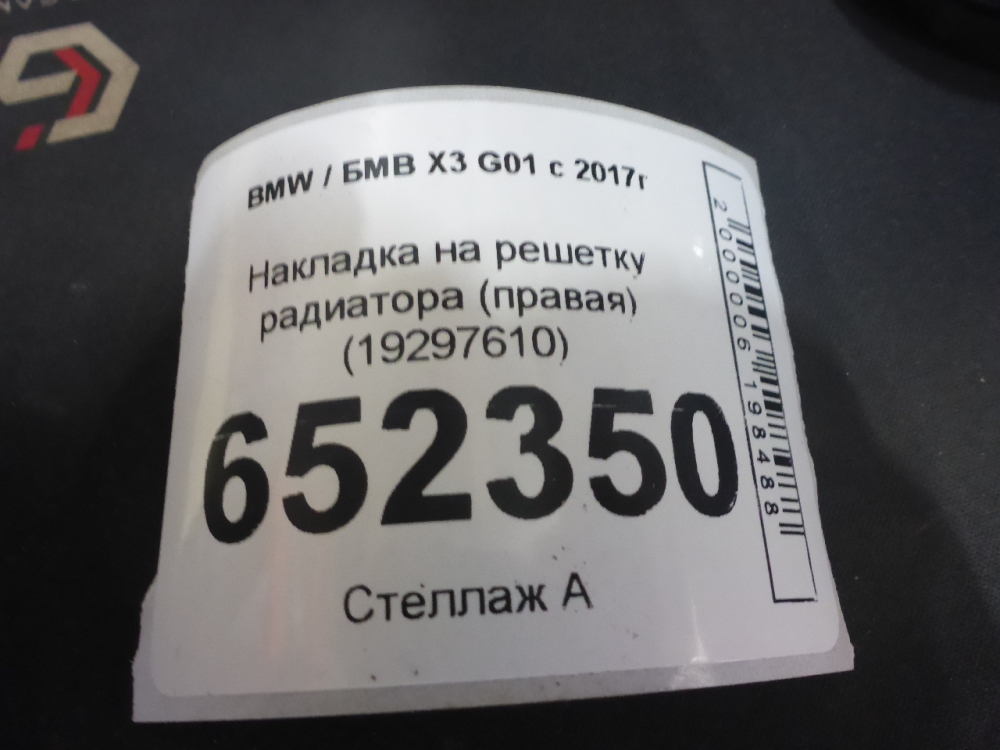 BMW / БМВ X3 G01 с 2017г
Накладка на решетку
радиатора (правая)
(19297610)
652350
Стеллаж А
2000006198488